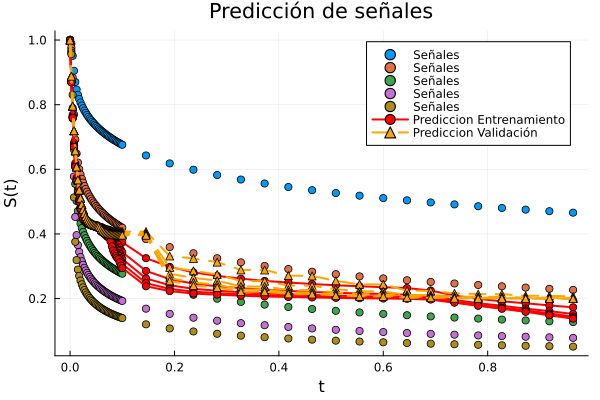 Predicción de señales
S(t)
1.0
0.8
0.6
0.4
0.2
0.0
0.2
0.4
0.6
0.8
t
Señales
Señales
Señales
Señales
Señales
Prediccion Entrenamiento
Prediccion Validación